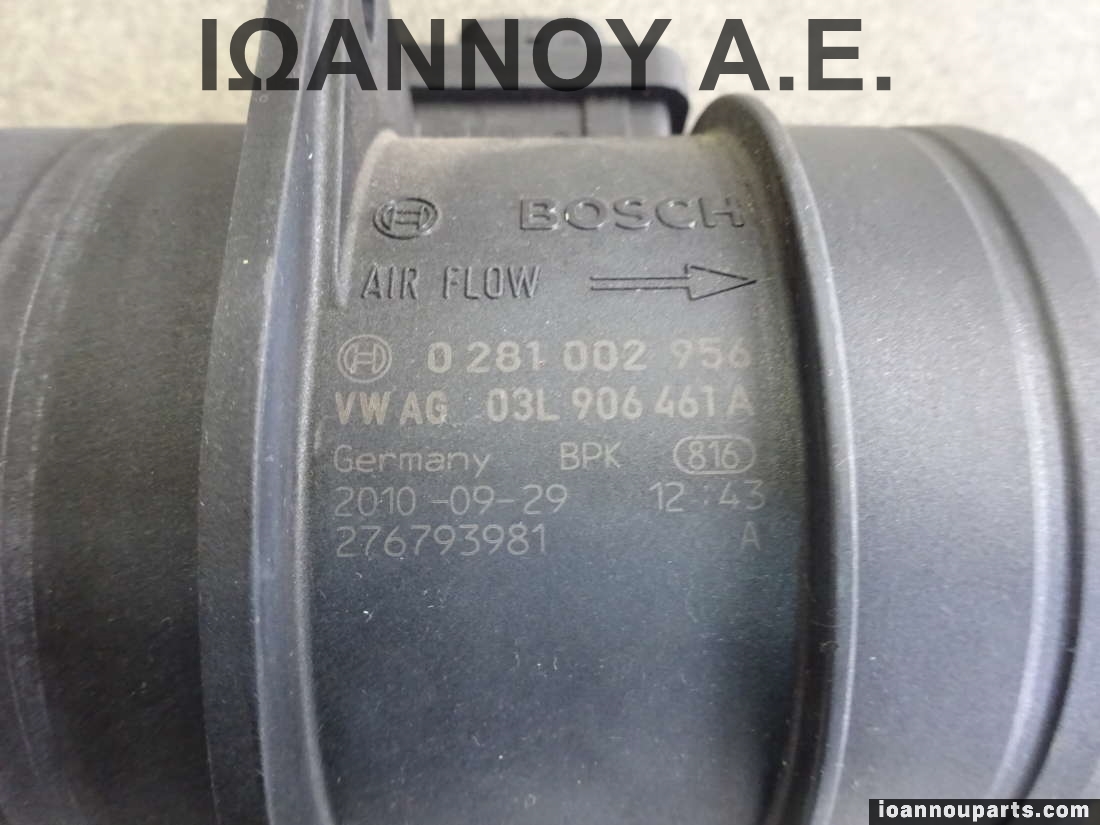 ΙΩΑΝΝΟΥ Α.Ε.
BOSCH
AIR FLOW
0 281 002 956
VW AG 03L 906 461 A
Germany BPK 816
2010-09-29 12:43
276793981 A
ioannouparts.com